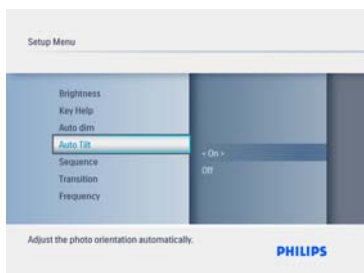 Setup Menu
Brightness
Key Help
Auto dim
Auto Tilt
Sequence
Transition
Frequency
< On >
Off
Adjust the photo orientation automatically.
PHILIPS